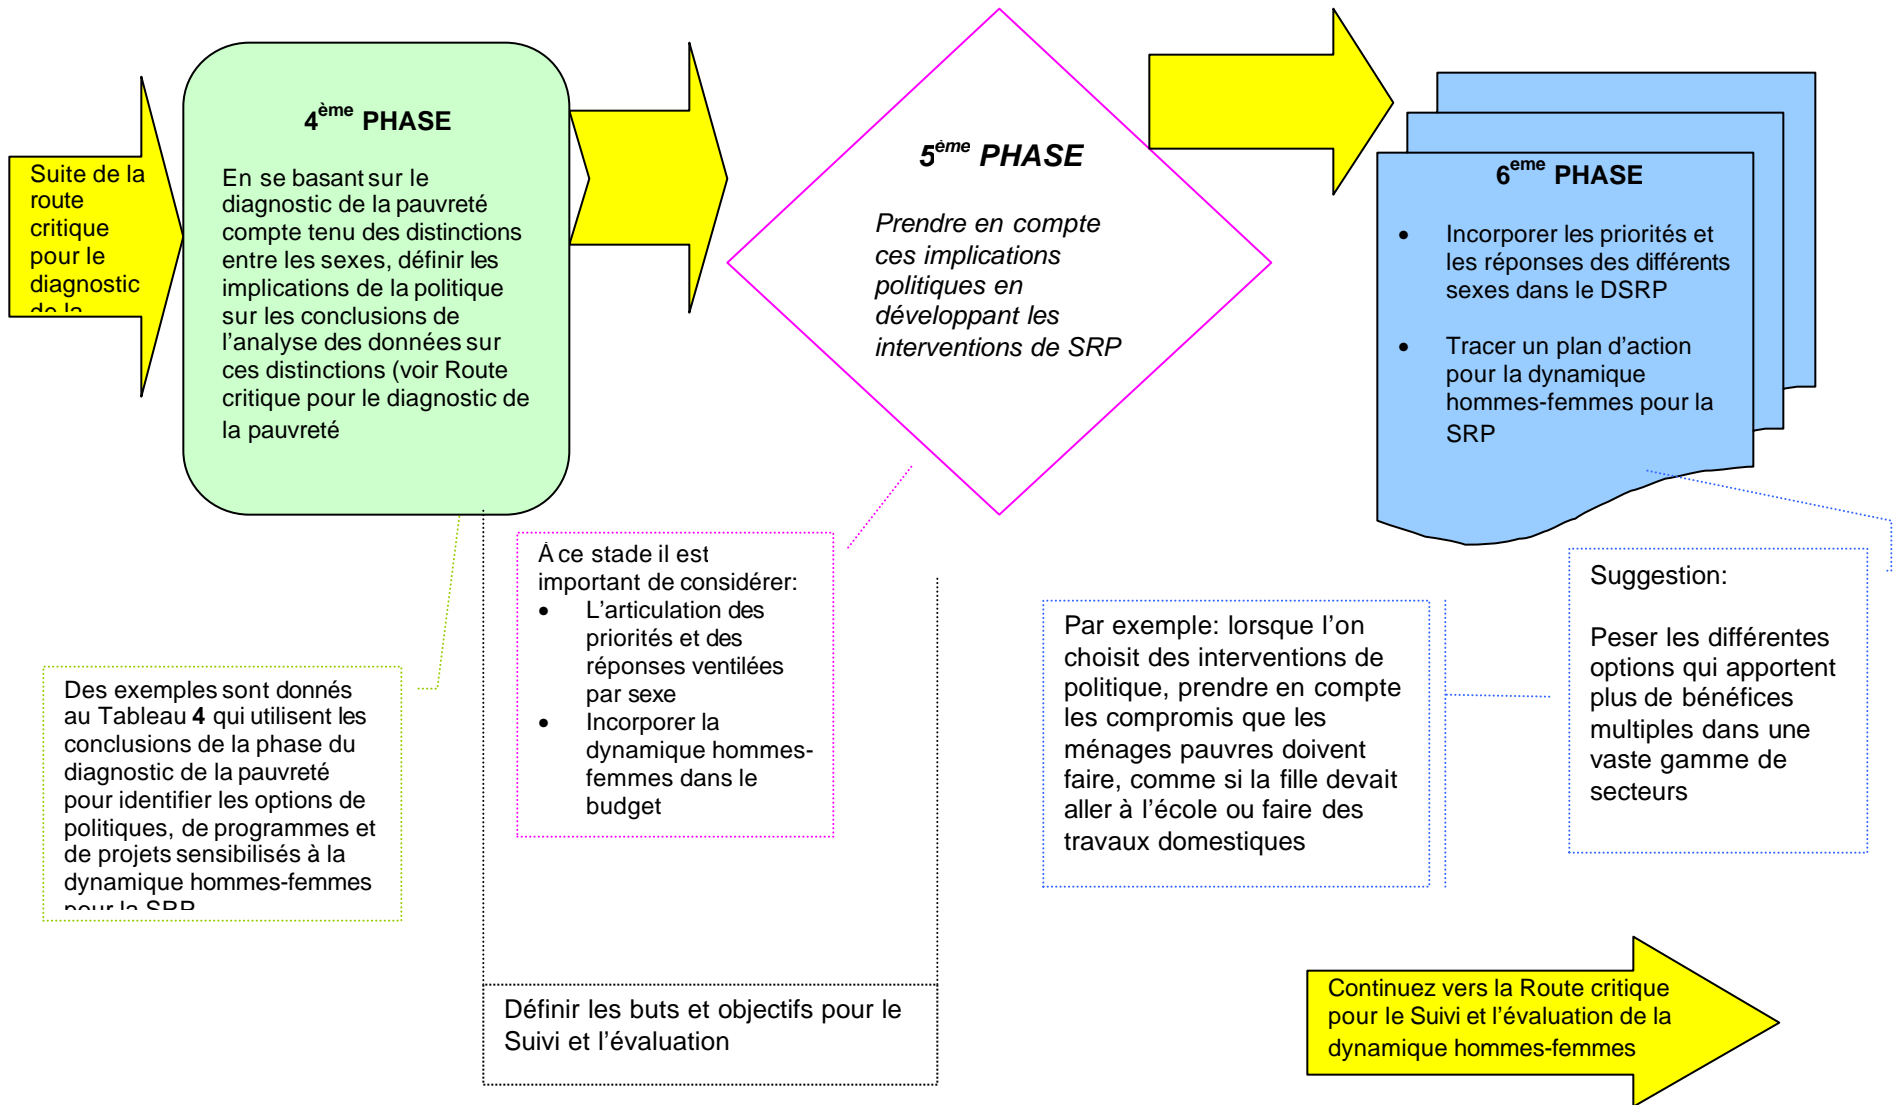 Suite de la
route
critique
pour le
diagnostic
de la
4ème PHASE
En se basant sur le
diagnostic de la pauvreté
compte tenu des distinctions
entre les sexes, définir les
implications de la politique
sur les conclusions de
l’analyse des données sur
ces distinctions (voir Route
critique pour le diagnostic de
la pauvreté
5ème PHASE
Prendre en compte
ces implications
politiques en
développant les
interventions de SRP
6eme PHASE
• Incorporer les priorités et
les réponses des différents
sexes dans le DSRP
• Tracer un plan d’action
pour la dynamique
hommes-femmes pour la
SRP
Des exemples sont donnés
au Tableau 4 qui utilisent les
conclusions de la phase du
diagnostic de la pauvreté
pour identifier les options de
politiques, de programmes et
de projets sensibilisés à la
dynamique hommes-femmes
pour la SRP
À ce stade il est
important de considérer:
• L’articulation des
priorités et des
réponses ventilées
par sexe
• Incorporer la
dynamique hommes-
femmes dans le
budget
Définir les buts et objectifs pour le
Suivi et l’évaluation
Par exemple: lorsque l’on
choisit des interventions de
politique, prendre en compte
les compromis que les
ménages pauvres doivent
faire, comme si la fille devait
aller à l’école ou faire des
travaux domestiques
Suggestion:
Peser les différentes
options qui apportent
plus de bénéfices
multiples dans une
vaste gamme de
secteurs
Continuez vers la Route critique
pour le Suivi et l’évaluation de la
dynamique hommes-femmes